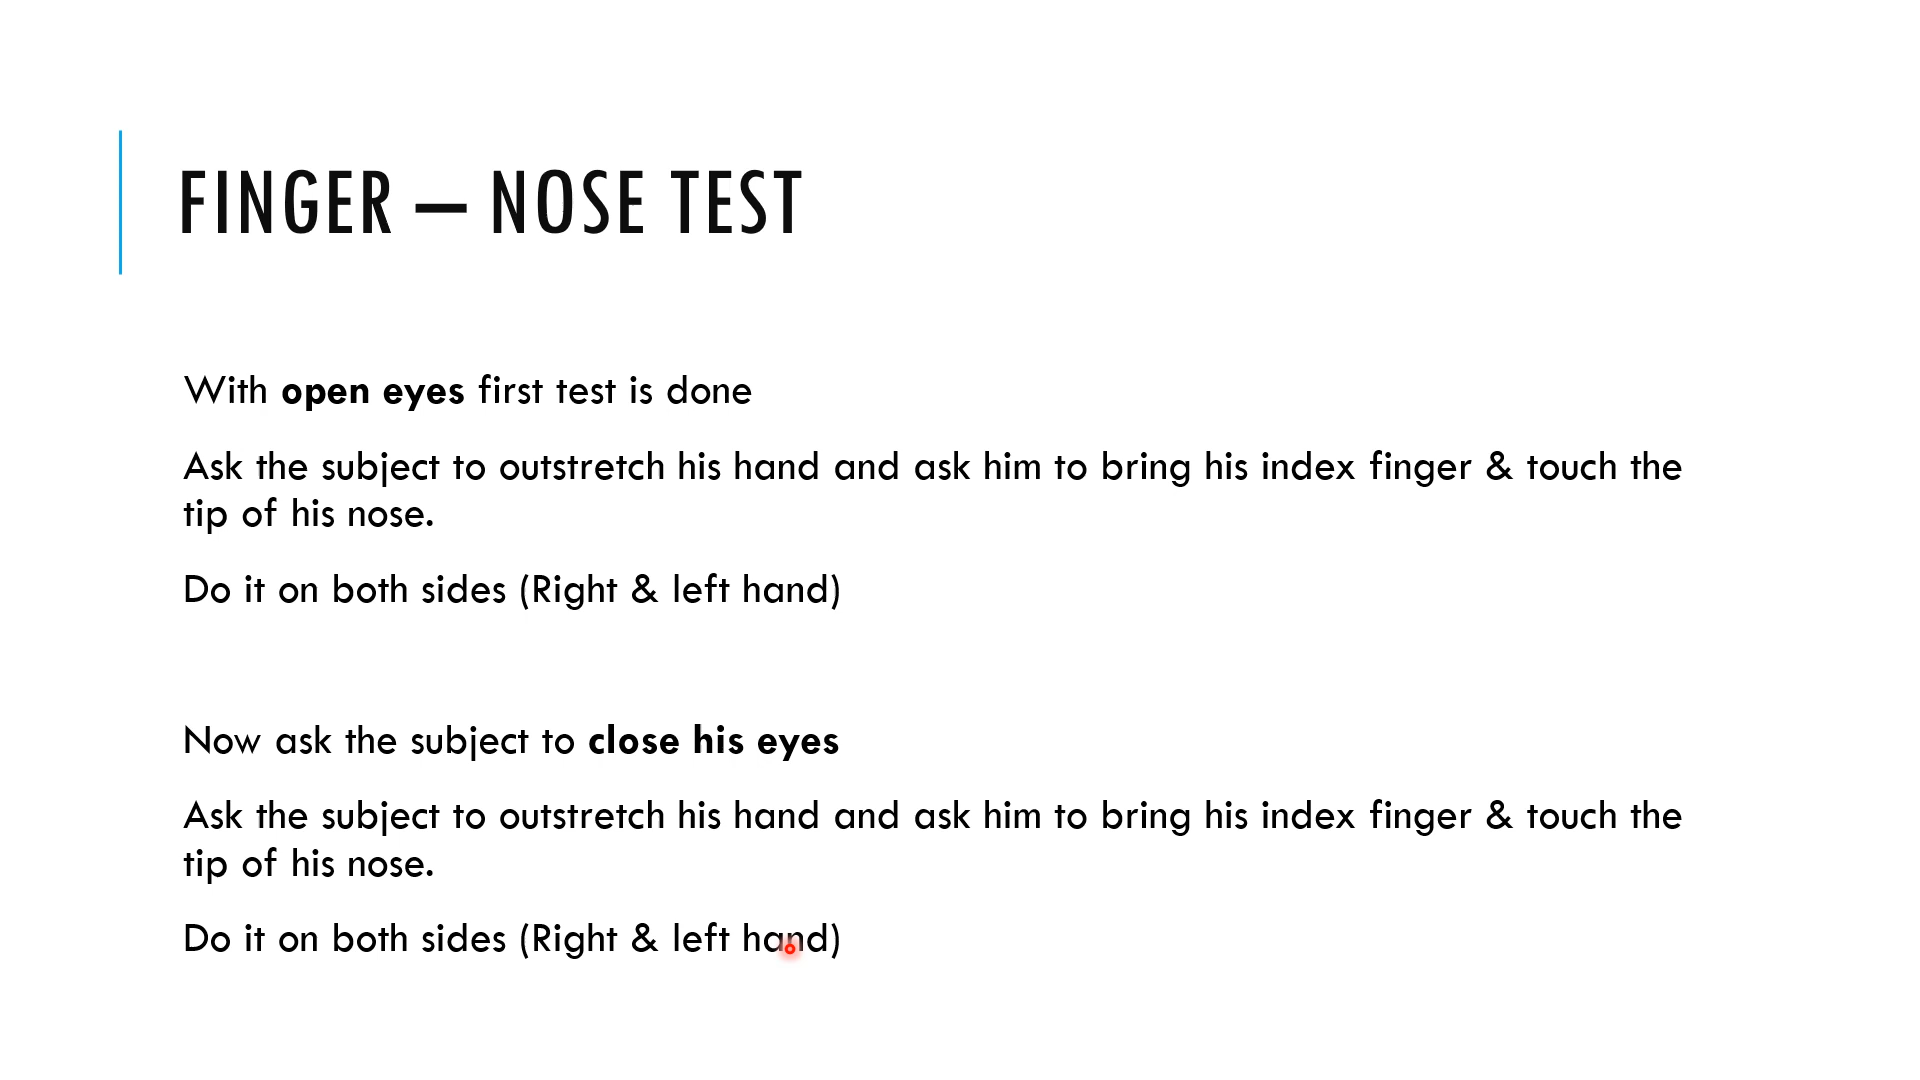 FINGER – NOSE TEST
With open eyes first test is done
Ask the subject to outstretch his hand and ask him to bring his index finger & touch the
tip of his nose.
Do it on both sides (Right & left hand)
Now ask the subject to close his eyes
Ask the subject to outstretch his hand and ask him to bring his index finger & touch the
tip of his nose.
Do it on both sides (Right & left hand)